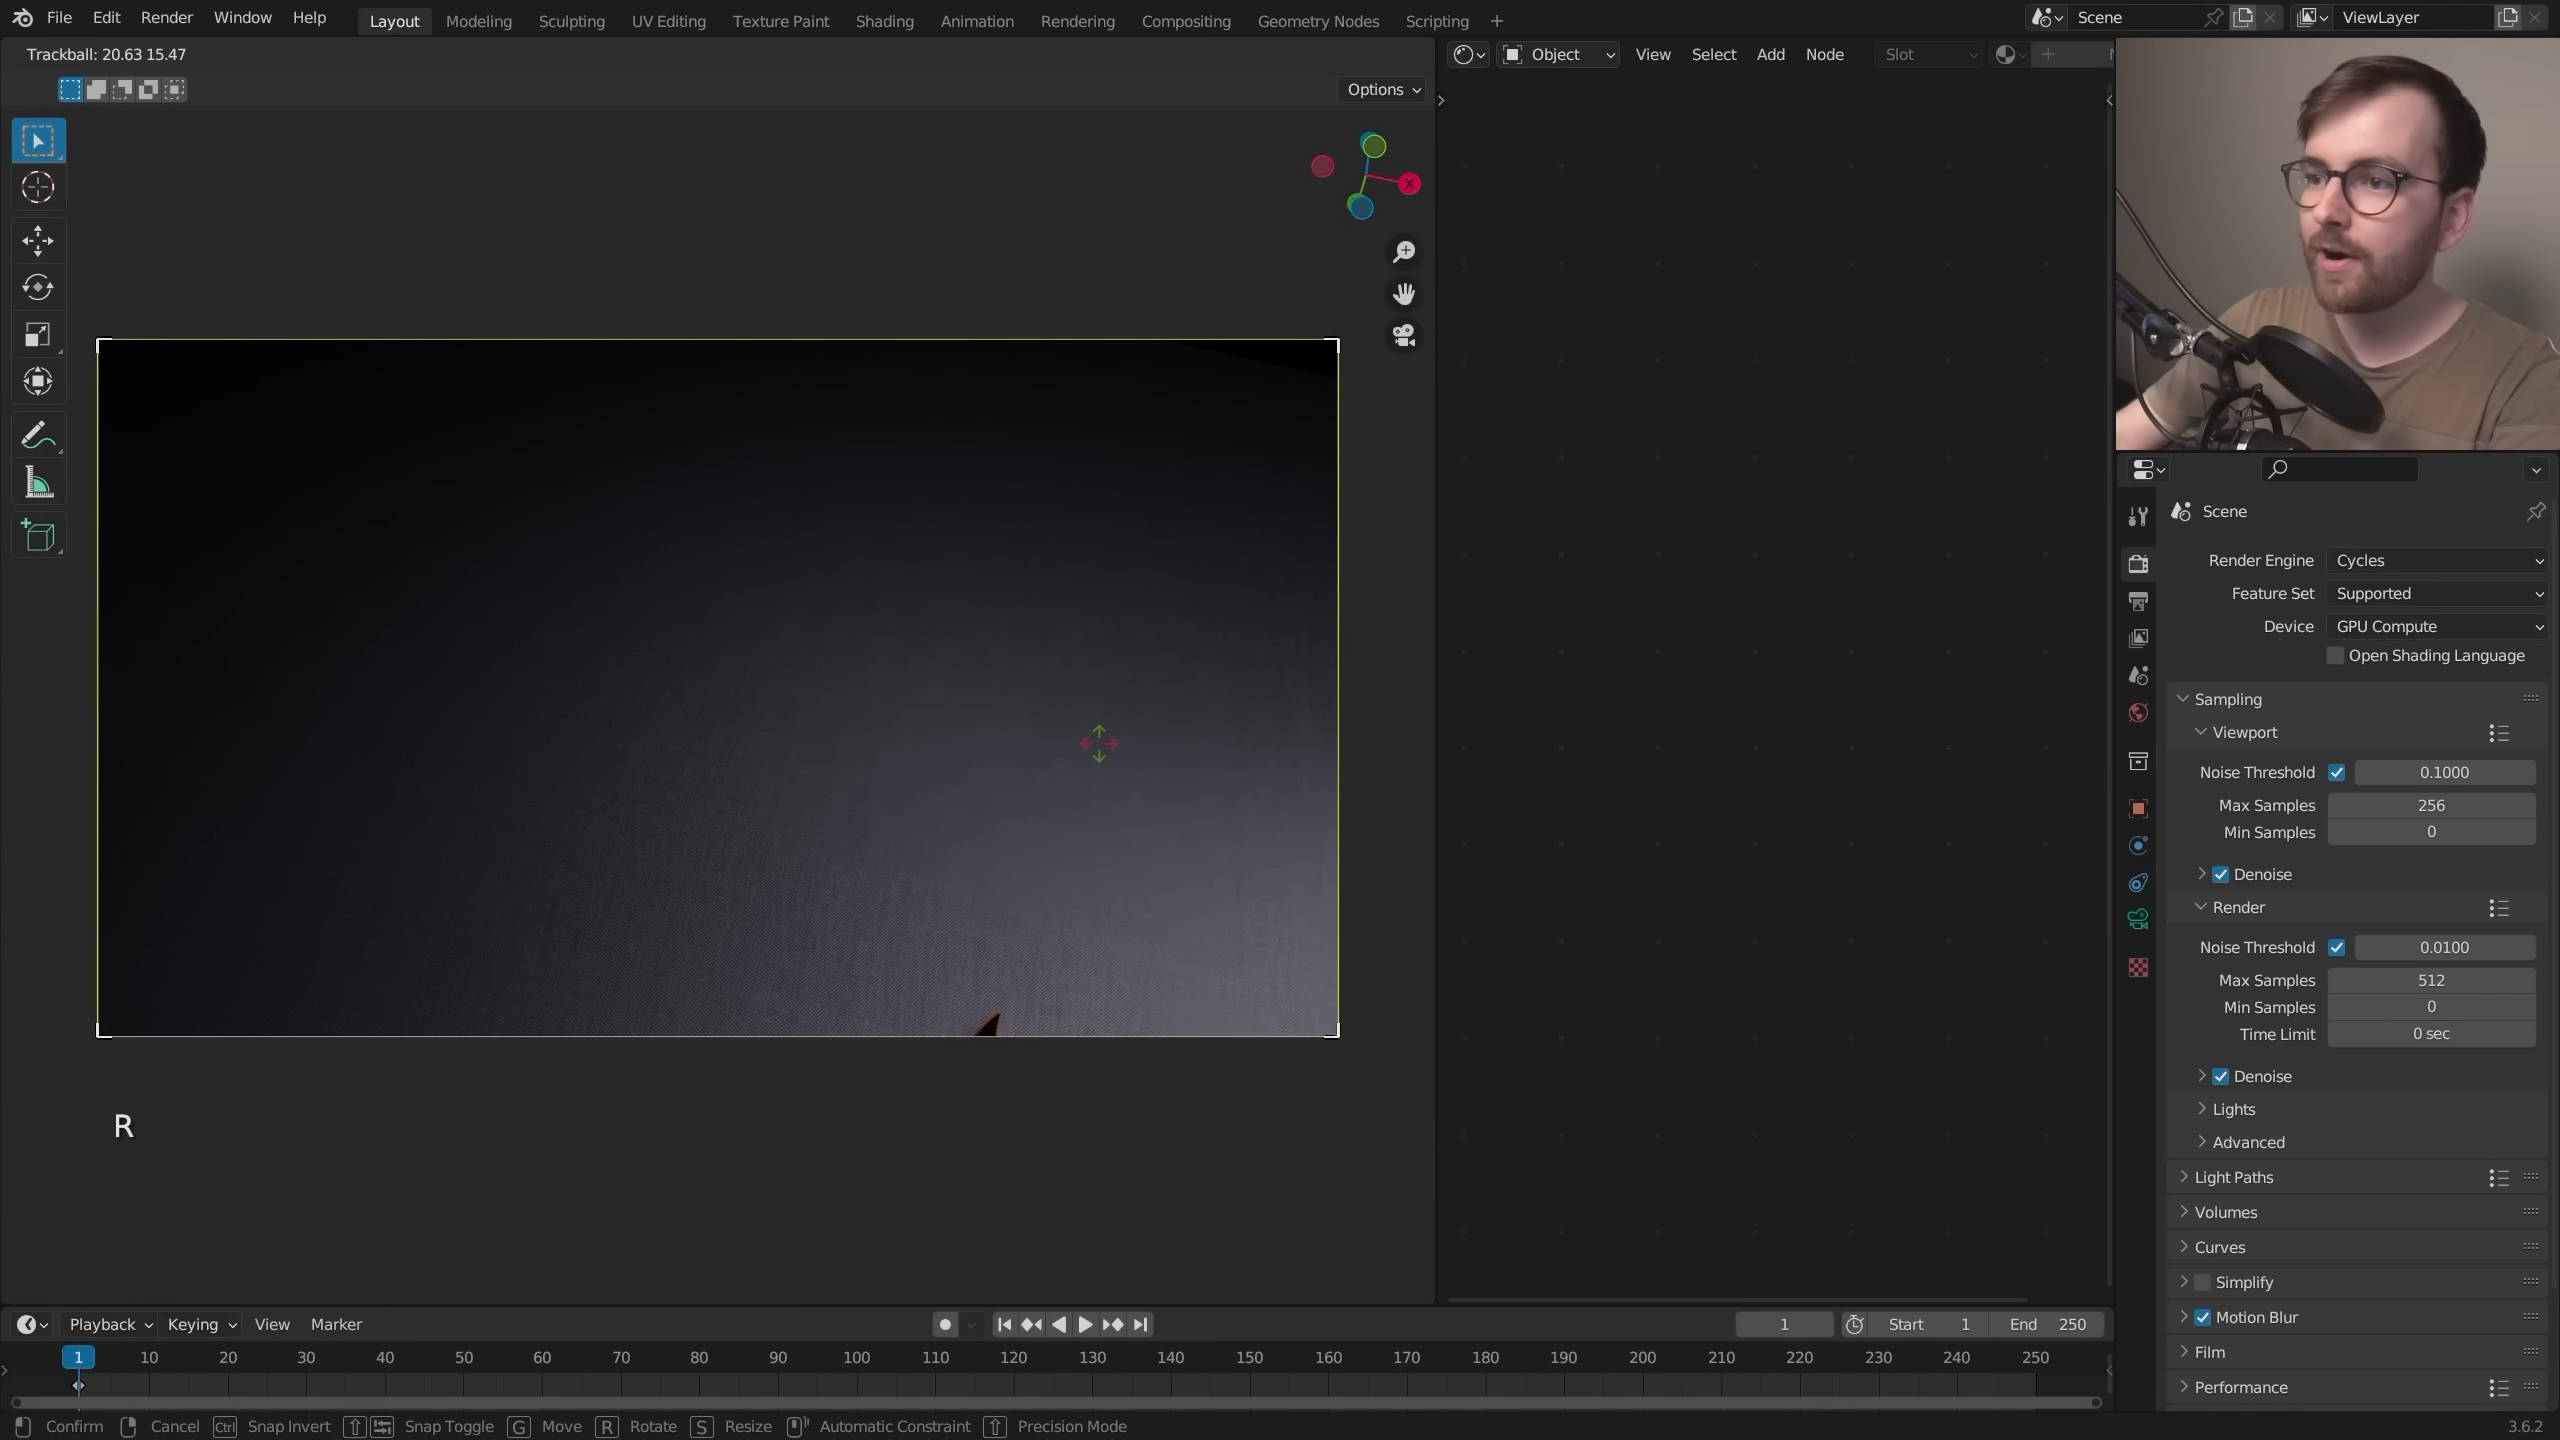 File Edit Render Window Help Layout Modeling Sculpting UV Editing Texture Paint Shading Animation Rendering Compositing Geometry Nodes Scripting + Scene ViewLayer
Trackball: 20.63 15.47
Object View Select Add Node Slot
Options
X
Scene
Render Engine Cycles
Feature Set Supported
Device GPU Compute
Open Shading Language
Sampling
Viewport
Noise Threshold 0.1000
Max Samples 256
Min Samples 0
Denoise
Render
Noise Threshold 0.0100
Max Samples 512
Min Samples 0
Time Limit 0 sec
Denoise
Lights
Advanced
Light Paths
Volumes
Curves
Simplify
Motion Blur
Film
Performance
R
Playback Keying View Marker 1 Start 1 End 250
1 10 20 30 40 50 60 70 80 90 100 110 120 130 140 150 160 170 180 190 200 210 220 230 240 250
Confirm Cancel Ctrl Snap Invert Snap Toggle G Move R Rotate S Resize Automatic Constraint Precision Mode 3.6.2